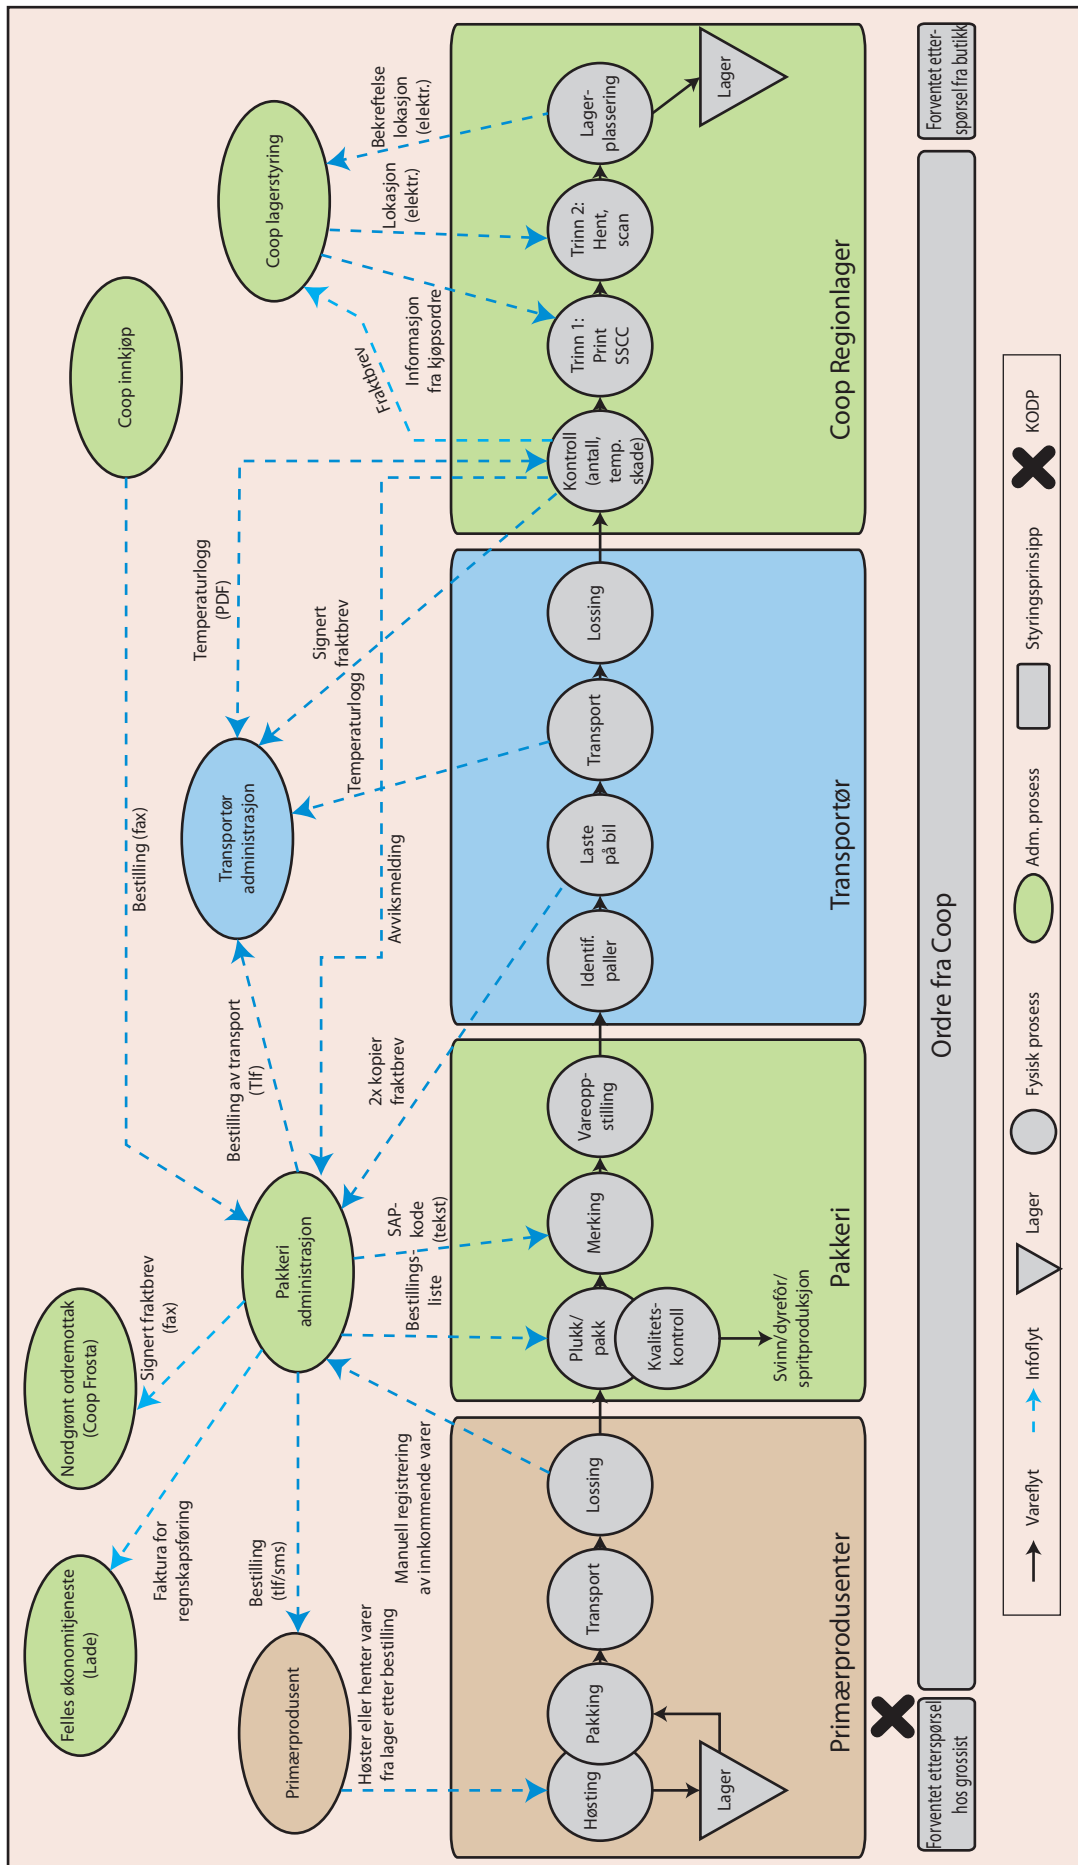 Felles økonomitjeneste
(Lade)
Nordgrønt ordremottak
(Coop Frosta)
Coop innkjøp
Faktura for
regnskapsføring
Signert fraktbrev
(fax)
Bestilling (fax)
Primærprodusent
Bestilling
(tlf/sms)
Pakkeri
administrasjon
Bestilling av transport
(Tlf)
Transportør
administrasjon
Temperaturlogg
(PDF)
Coop lagerstyring
Høster eller henter varer
fra lager etter bestilling
Manuell registrering
av innkommende varer
Bestillings-
liste
SAP-
kode
(tekst)
2x kopier
fraktbrev
Avviksmelding
Temperaturlogg
Signert
fraktbrev
Fraktbrev
Informasjon
fra kjøpsordre
Lokasjon
(elektr.)
Bekreftelse
lokasjon
(elektr.)
Høsting
Pakking
Transport
Lossing
Lager
Primærprodusenter
Plukk/
pakk
Kvalitets-
kontroll
Merking
Vareopp-
stilling
Svinn/dyrefôr/
spritproduksjon
Pakkeri
Identif.
paller
Laste
på bil
Transport
Lossing
Transportør
Kontroll
(antall,
temp.
skade)
Trinn 1:
Print
SSCC
Trinn 2:
Hent,
scan
Lager-
plassering
Lager
Coop Regionlager
Forventet etterspørsel
hos grossist
Ordre fra Coop
Forventet etter-
spørsel fra butikk
Vareflyt
Infoflyt
Lager
Fysisk prosess
Adm. prosess
Styringsprinsipp
KODP